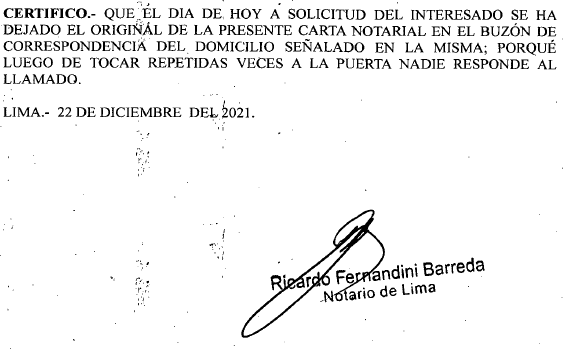 CERTIFICO.- QUE EL DIA DE HOY A SOLICITUD DEL INTERESADO SE HA
DEJADO EL ORIGINAL DE LA PRESENTE CARTA NOTARIAL EN EL BUZÓN DE
CORRESPONDENCIA DEL DOMICILIO SEÑALADO EN LA MISMA; PORQUÉ
LUEGO DE TOCAR REPETIDAS VECES A LA PUERTA NADIE RESPONDE AL
LLAMADO.
LIMA.- 22 DE DICIEMBRE DEL 2021.
Ricardo Fernandini Barreda
Notario de Lima